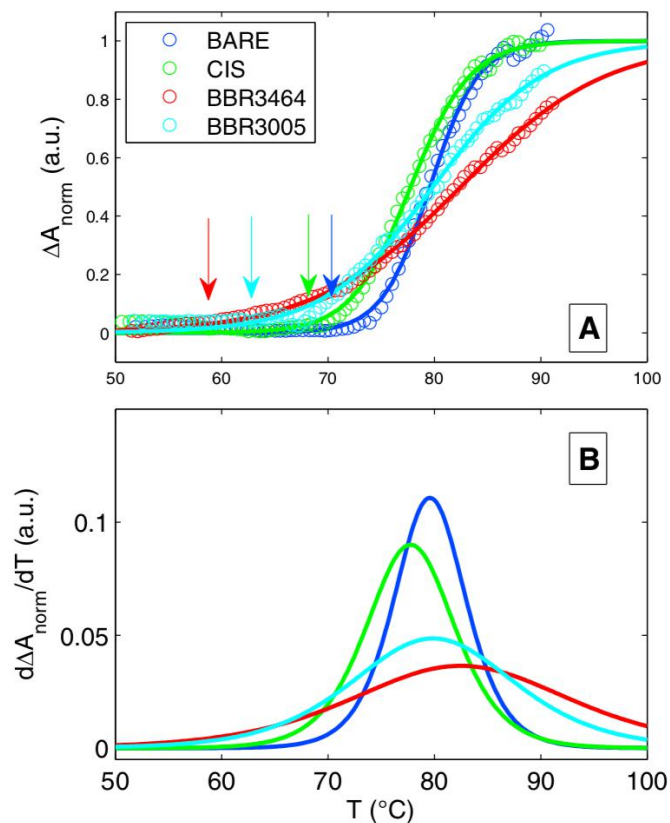 1
0.8
0.6
0.4
0.2
0
ΔA_norm (a.u.)
BARE
CIS
BBR3464
BBR3005
A
50 60 70 80 90 100
B
0.1
0.05
0
dΔA_norm/dT (a.u.)
50 60 70 80 90 100
T (°C)